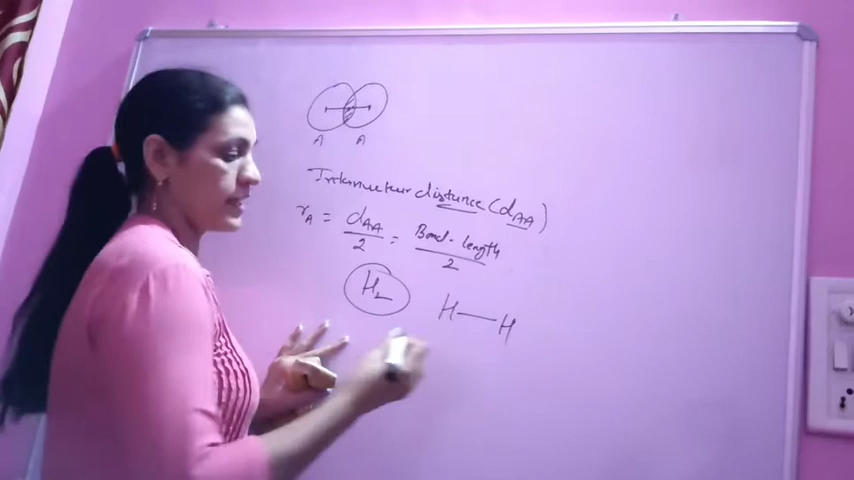 A A
Internuclear distance (dAA)
rA = dAA/2 = Bond-length/2
H2 H—H